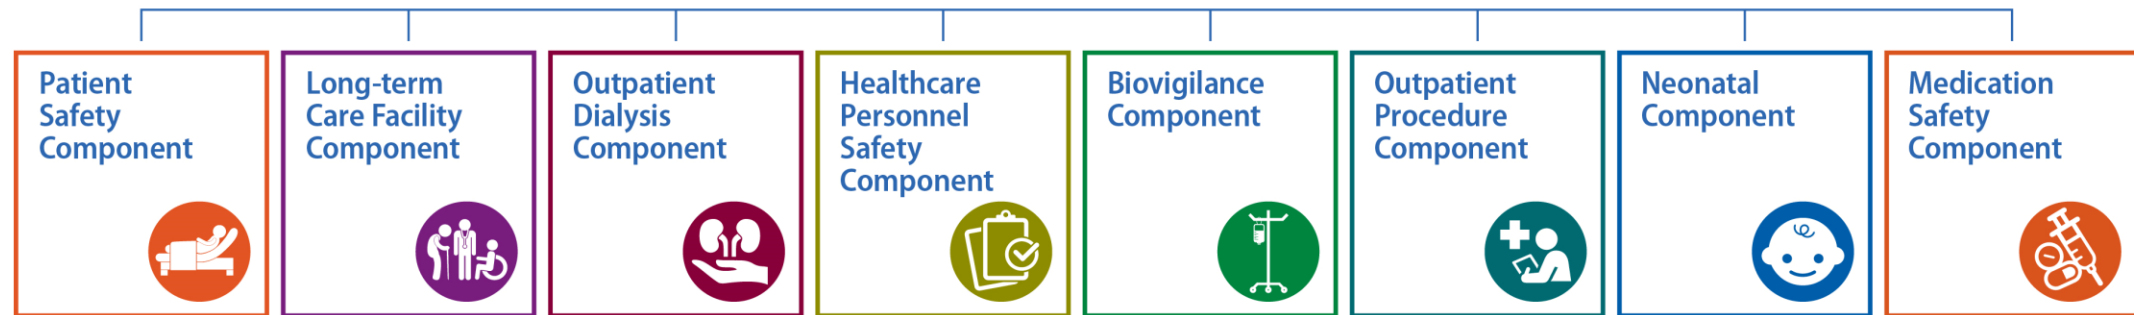 Patient
Safety
Component
Long-term
Care Facility
Component
Outpatient
Dialysis
Component
Healthcare
Personnel
Safety
Component
Biovigilance
Component
Outpatient
Procedure
Component
Neonatal
Component
Medication
Safety
Component